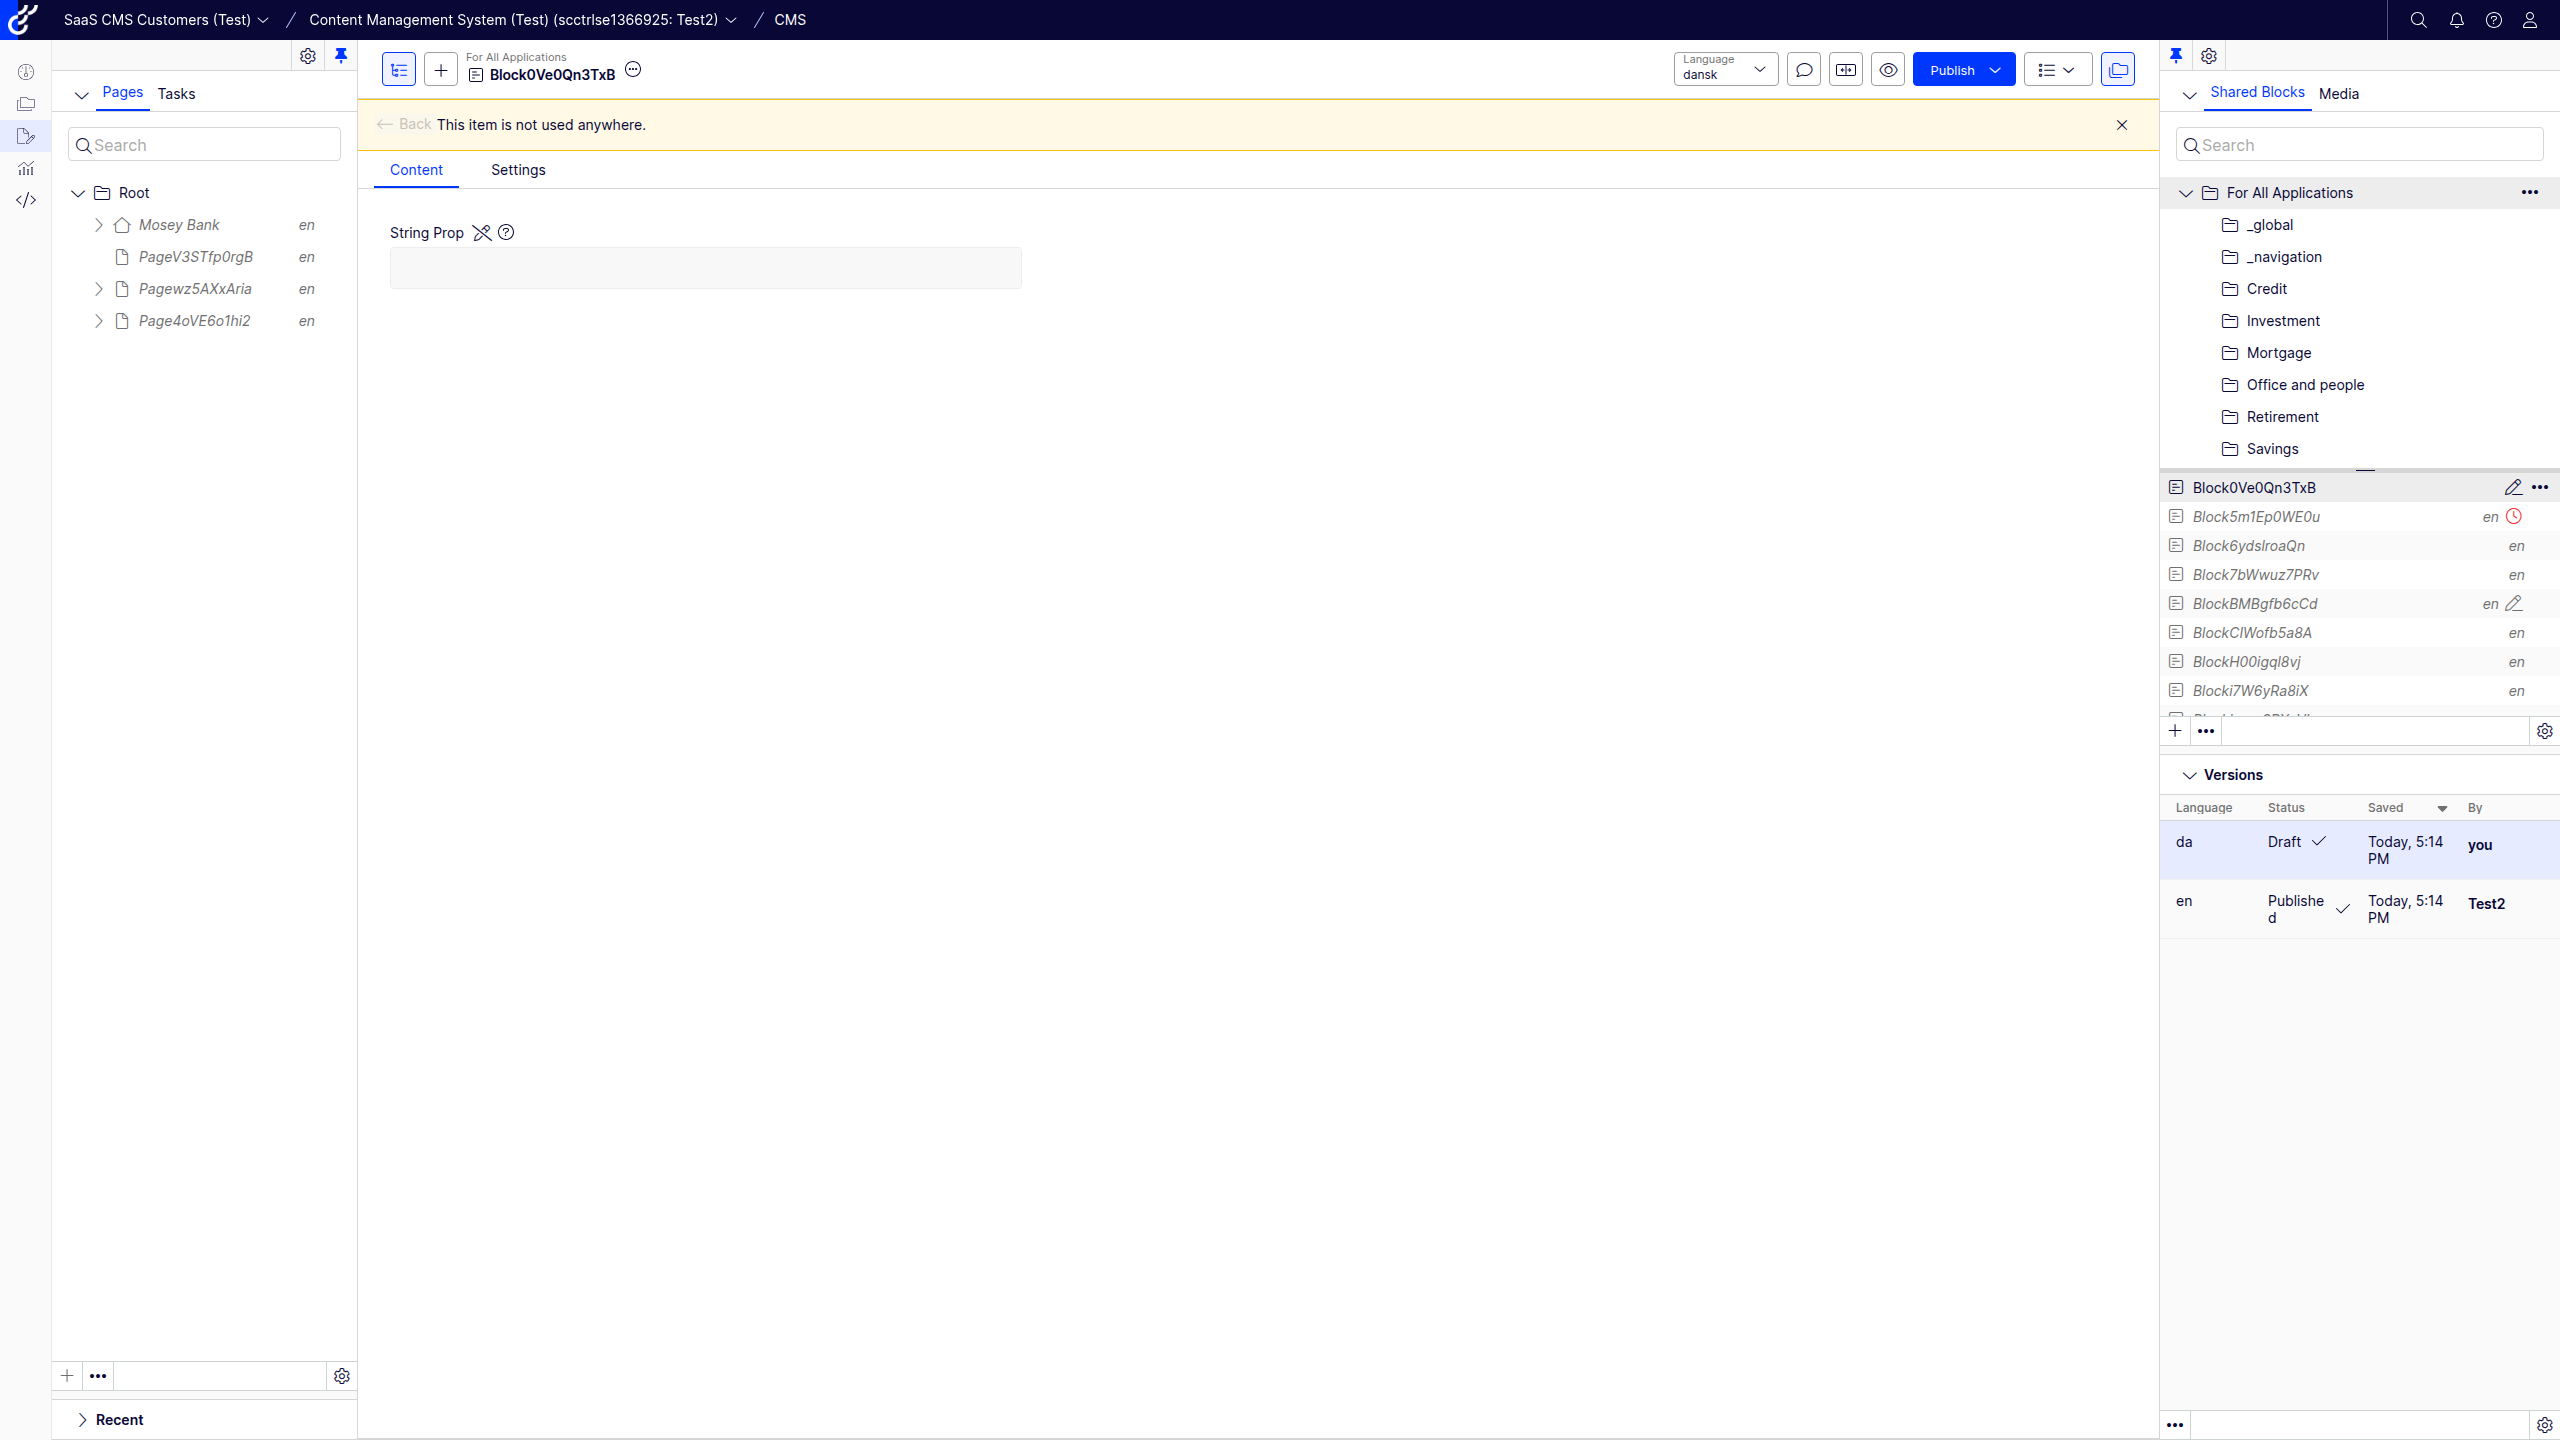 SaaS CMS Customers (Test) / Content Management System (Test) (scctrlse1366925: Test2) / CMS
Pages Tasks
Search
Root
Mosey Bank en
PageV3STfp0rgB en
Pagewz5AXxAria en
Page4oVE6o1hi2 en
Recent
For All Applications
Block0Ve0Qn3TxB
Language
dansk
Publish
Back This item is not used anywhere.
Content Settings
String Prop
Shared Blocks Media
Search
For All Applications
_global
_navigation
Credit
Investment
Mortgage
Office and people
Retirement
Savings
Block0Ve0Qn3TxB
Block5m1Ep0WE0u en
Block6ydslroaQn en
Block7bWwuz7PRv en
BlockBMBgfb6cCd en
BlockClWofb5a8A en
BlockH00igql8vj en
Blocki7W6yRa8iX en
Versions
Language Status Saved By
da Draft Today, 5:14 PM you
en Published Today, 5:14 PM Test2